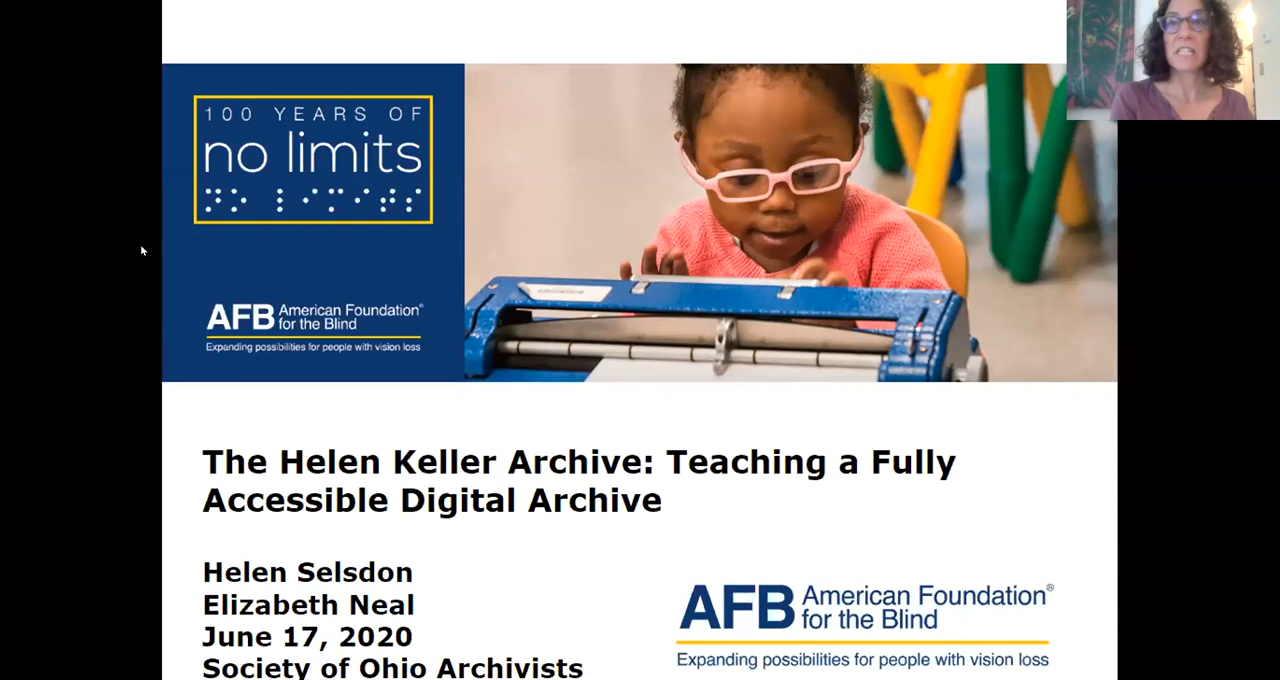 100 YEARS OF
no limits
⠝⠕ ⠇⠊⠍⠊⠞⠎
AFB American Foundation®
for the Blind
Expanding possibilities for people with vision loss
The Helen Keller Archive: Teaching a Fully
Accessible Digital Archive
Helen Selsdon
Elizabeth Neal
June 17, 2020
Society of Ohio Archivists
AFB American Foundation®
for the Blind
Expanding possibilities for people with vision loss